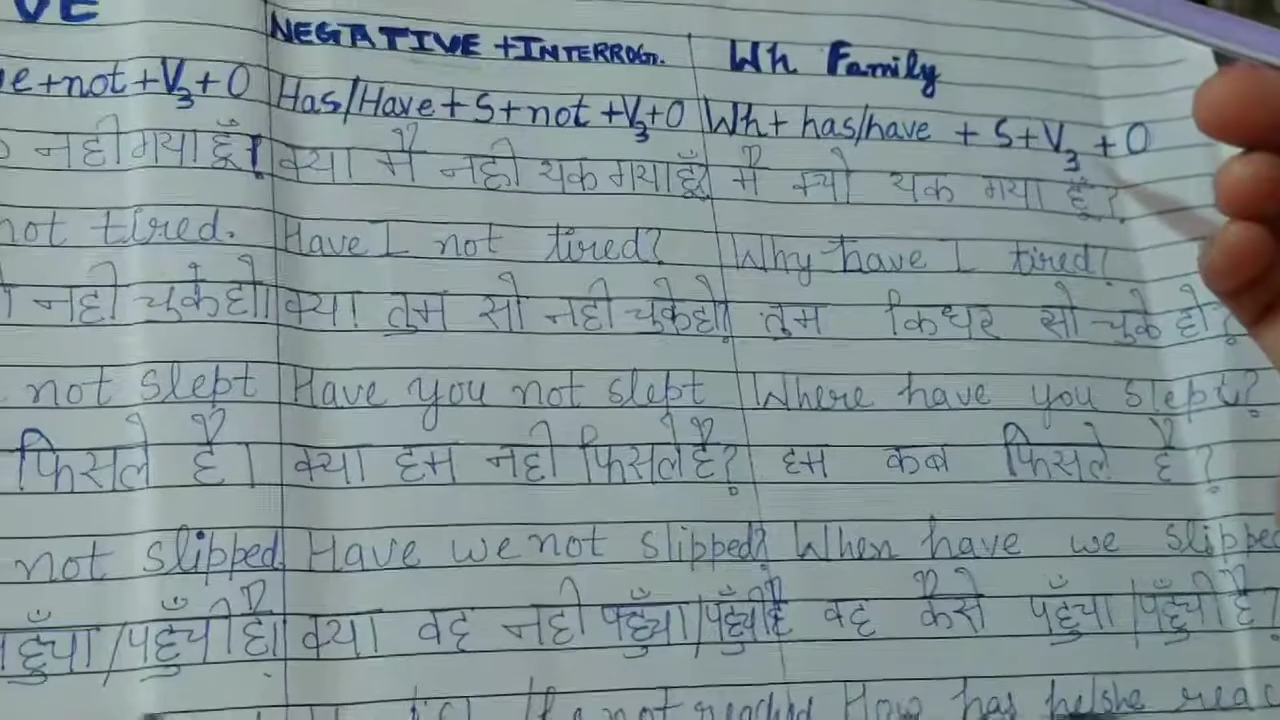 VE NEGATIVE + INTERROGN. Wh Family
e+not+V3+O Has/Have + S+not +V3+O Wh+ has/have + S+V3 +O
नही गया हूँ। क्या मैं नही थक गया हूँ? मैं क्यो थक गया हूँ?
not tired. Have I not tired? Why have I tired?
नही चुके हो। क्या तुम सो नही चुके हो? तुम किधर सो चुके हो?
not slept Have you not slept Where have you slept?
फिसले हैं। क्या हम नही फिसले हैं? हम कब फिसले हैं?
not slipped Have we not slipped? When have we slipped
हुँचा/पहुँची है। क्या वह नही पहुँचा/पहुँची है वह कैसे पहुँचा/पहुँची है?
not reached How has he/she reac